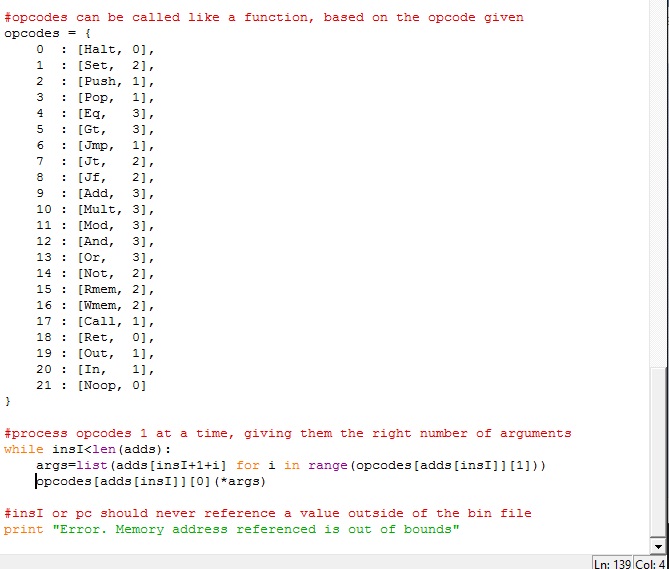 #opcodes can be called like a function, based on the opcode given
opcodes = {
    0  : [Halt, 0],
    1  : [Set,  2],
    2  : [Push, 1],
    3  : [Pop,  1],
    4  : [Eq,   3],
    5  : [Gt,   3],
    6  : [Jmp,  1],
    7  : [Jt,   2],
    8  : [Jf,   2],
    9  : [Add,  3],
    10 : [Mult, 3],
    11 : [Mod,  3],
    12 : [And,  3],
    13 : [Or,   3],
    14 : [Not,  2],
    15 : [Rmem, 2],
    16 : [Wmem, 2],
    17 : [Call, 1],
    18 : [Ret,  0],
    19 : [Out,  1],
    20 : [In,   1],
    21 : [Noop, 0]
}
#process opcodes 1 at a time, giving them the right number of arguments
while insI<len(adds):
    args=list(adds[insI+1+i] for i in range(opcodes[adds[insI]][1]))
    opcodes[adds[insI]][0](*args)
#insI or pc should never reference a value outside of the bin file
print "Error. Memory address referenced is out of bounds"
Ln: 139 Col: 4